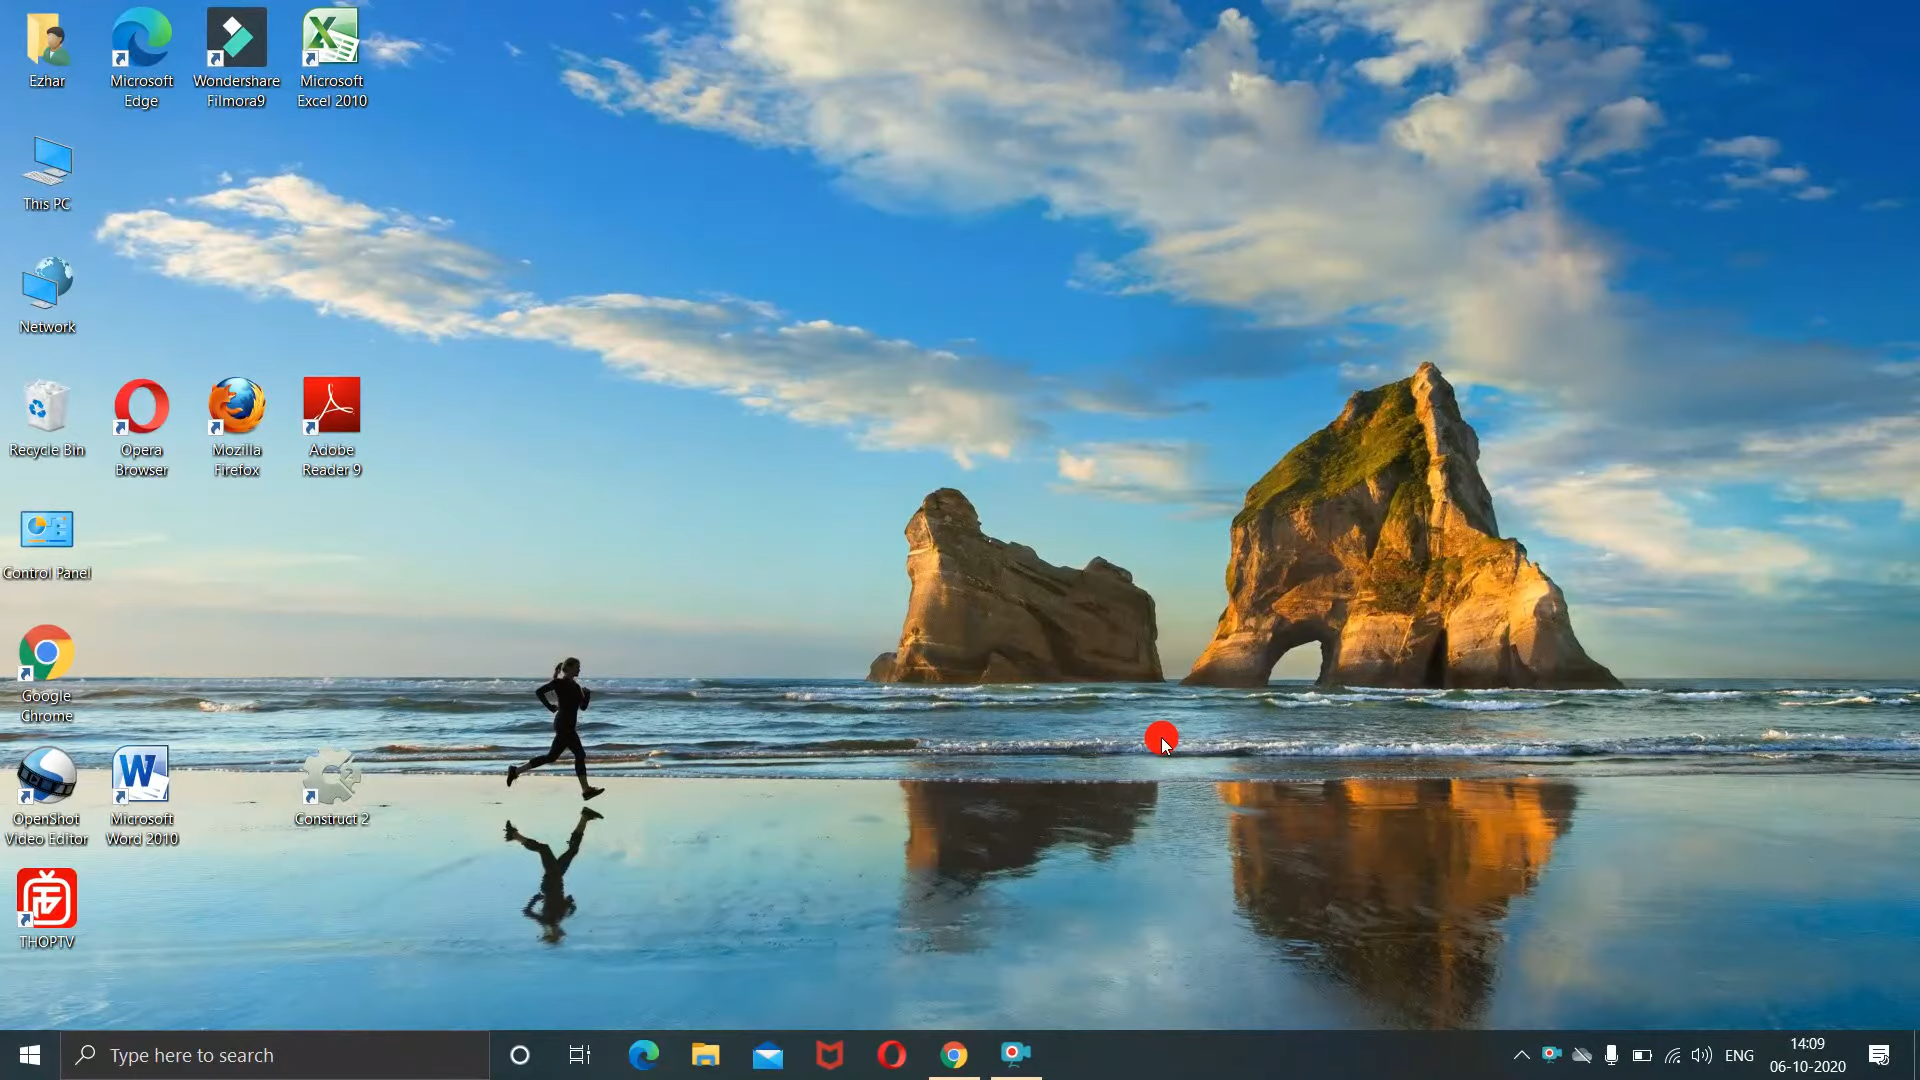 Ezhar
Microsoft
Edge
Wondershare
Filmora9
Microsoft
Excel 2010
This PC
Network
Recycle Bin
Opera
Browser
Mozilla
Firefox
Adobe
Reader 9
Control Panel
Google
Chrome
OpenShot
Video Editor
Microsoft
Word 2010
Construct 2
THOPTV
Type here to search
ENG
14:09
06-10-2020